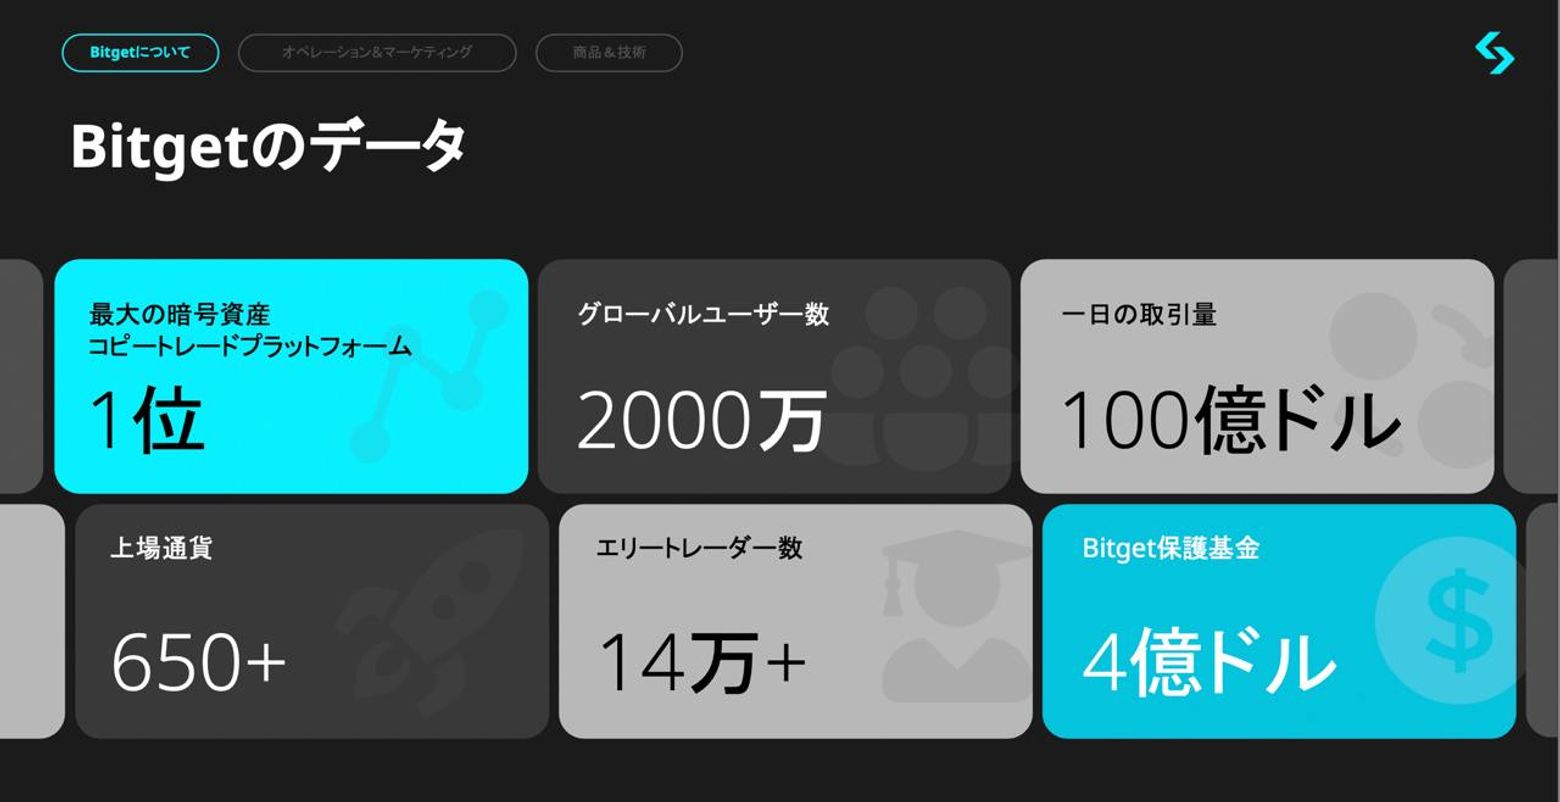 Bitgetについて
オペレーション&マーケティング
商品&技術
Bitgetのデータ
最大の暗号資産
コピートレードプラットフォーム
1位
グローバルユーザー数
2000万
一日の取引量
100億ドル
上場通貨
650+
エリートレーダー数
14万+
Bitget保護基金
4億ドル
$